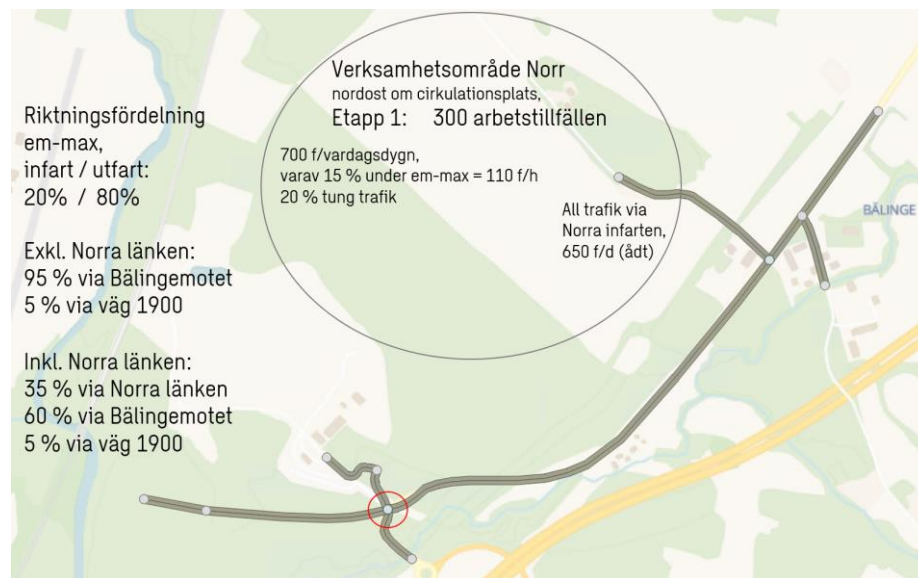 Verksamhetsområde Norr
nordost om cirkulationsplats,
Etapp 1: 300 arbetstillfällen
700 f/vardagsdygn,
varav 15 % under em-max = 110 f/h
20 % tung trafik
Riktningsfördelning
em-max,
infart / utfart:
20% / 80%
Exkl. Norra länken:
95 % via Bälingemotet
5 % via väg 1900
Inkl. Norra länken:
35 % via Norra länken
60 % via Bälingemotet
5 % via väg 1900
All trafik via
Norra infarten,
650 f/d (ådt)
BÄLINGE